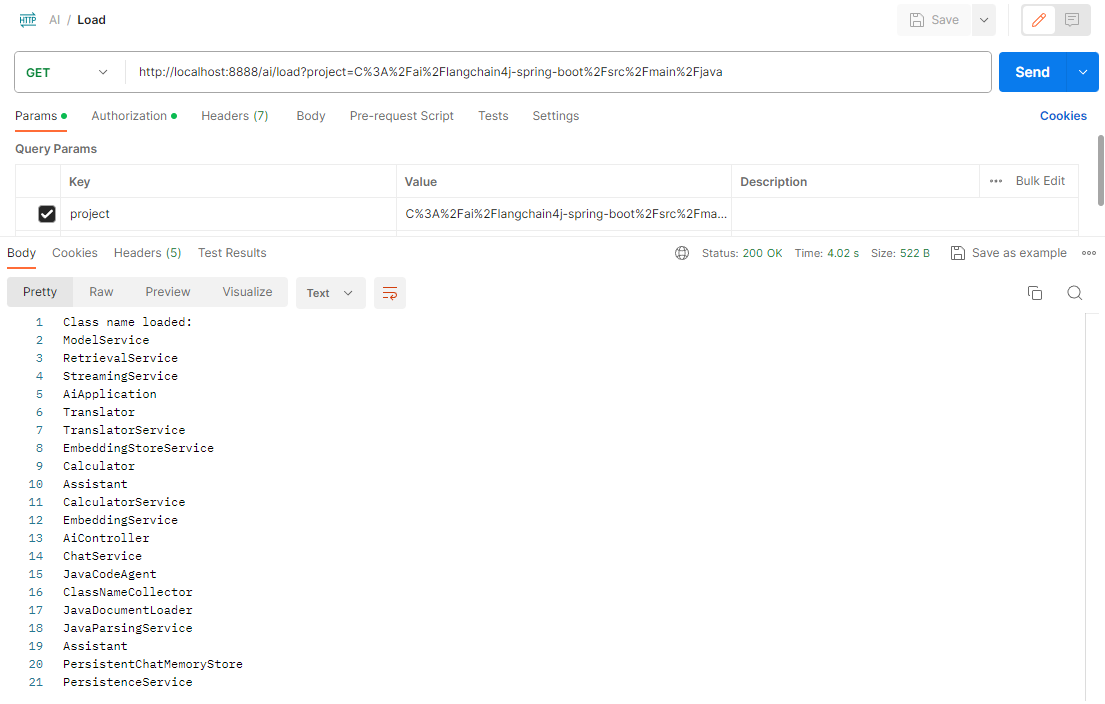 HTTP AI / Load Save
GET http://localhost:8888/ai/load?project=C%3A%2Fai%2Flangchain4j-spring-boot%2Fsrc%2Fmain%2Fjava Send
Params Authorization Headers (7) Body Pre-request Script Tests Settings Cookies
Query Params
Key Value Description Bulk Edit
project C%3A%2Fai%2Flangchain4j-spring-boot%2Fsrc%2Fma...
Body Cookies Headers (5) Test Results Status: 200 OK Time: 4.02 s Size: 522 B Save as example
Pretty Raw Preview Visualize Text
1 Class name loaded:
2 ModelService
3 RetrievalService
4 StreamingService
5 AiApplication
6 Translator
7 TranslatorService
8 EmbeddingStoreService
9 Calculator
10 Assistant
11 CalculatorService
12 EmbeddingService
13 AiController
14 ChatService
15 JavaCodeAgent
16 ClassNameCollector
17 JavaDocumentLoader
18 JavaParsingService
19 Assistant
20 PersistentChatMemoryStore
21 PersistenceService